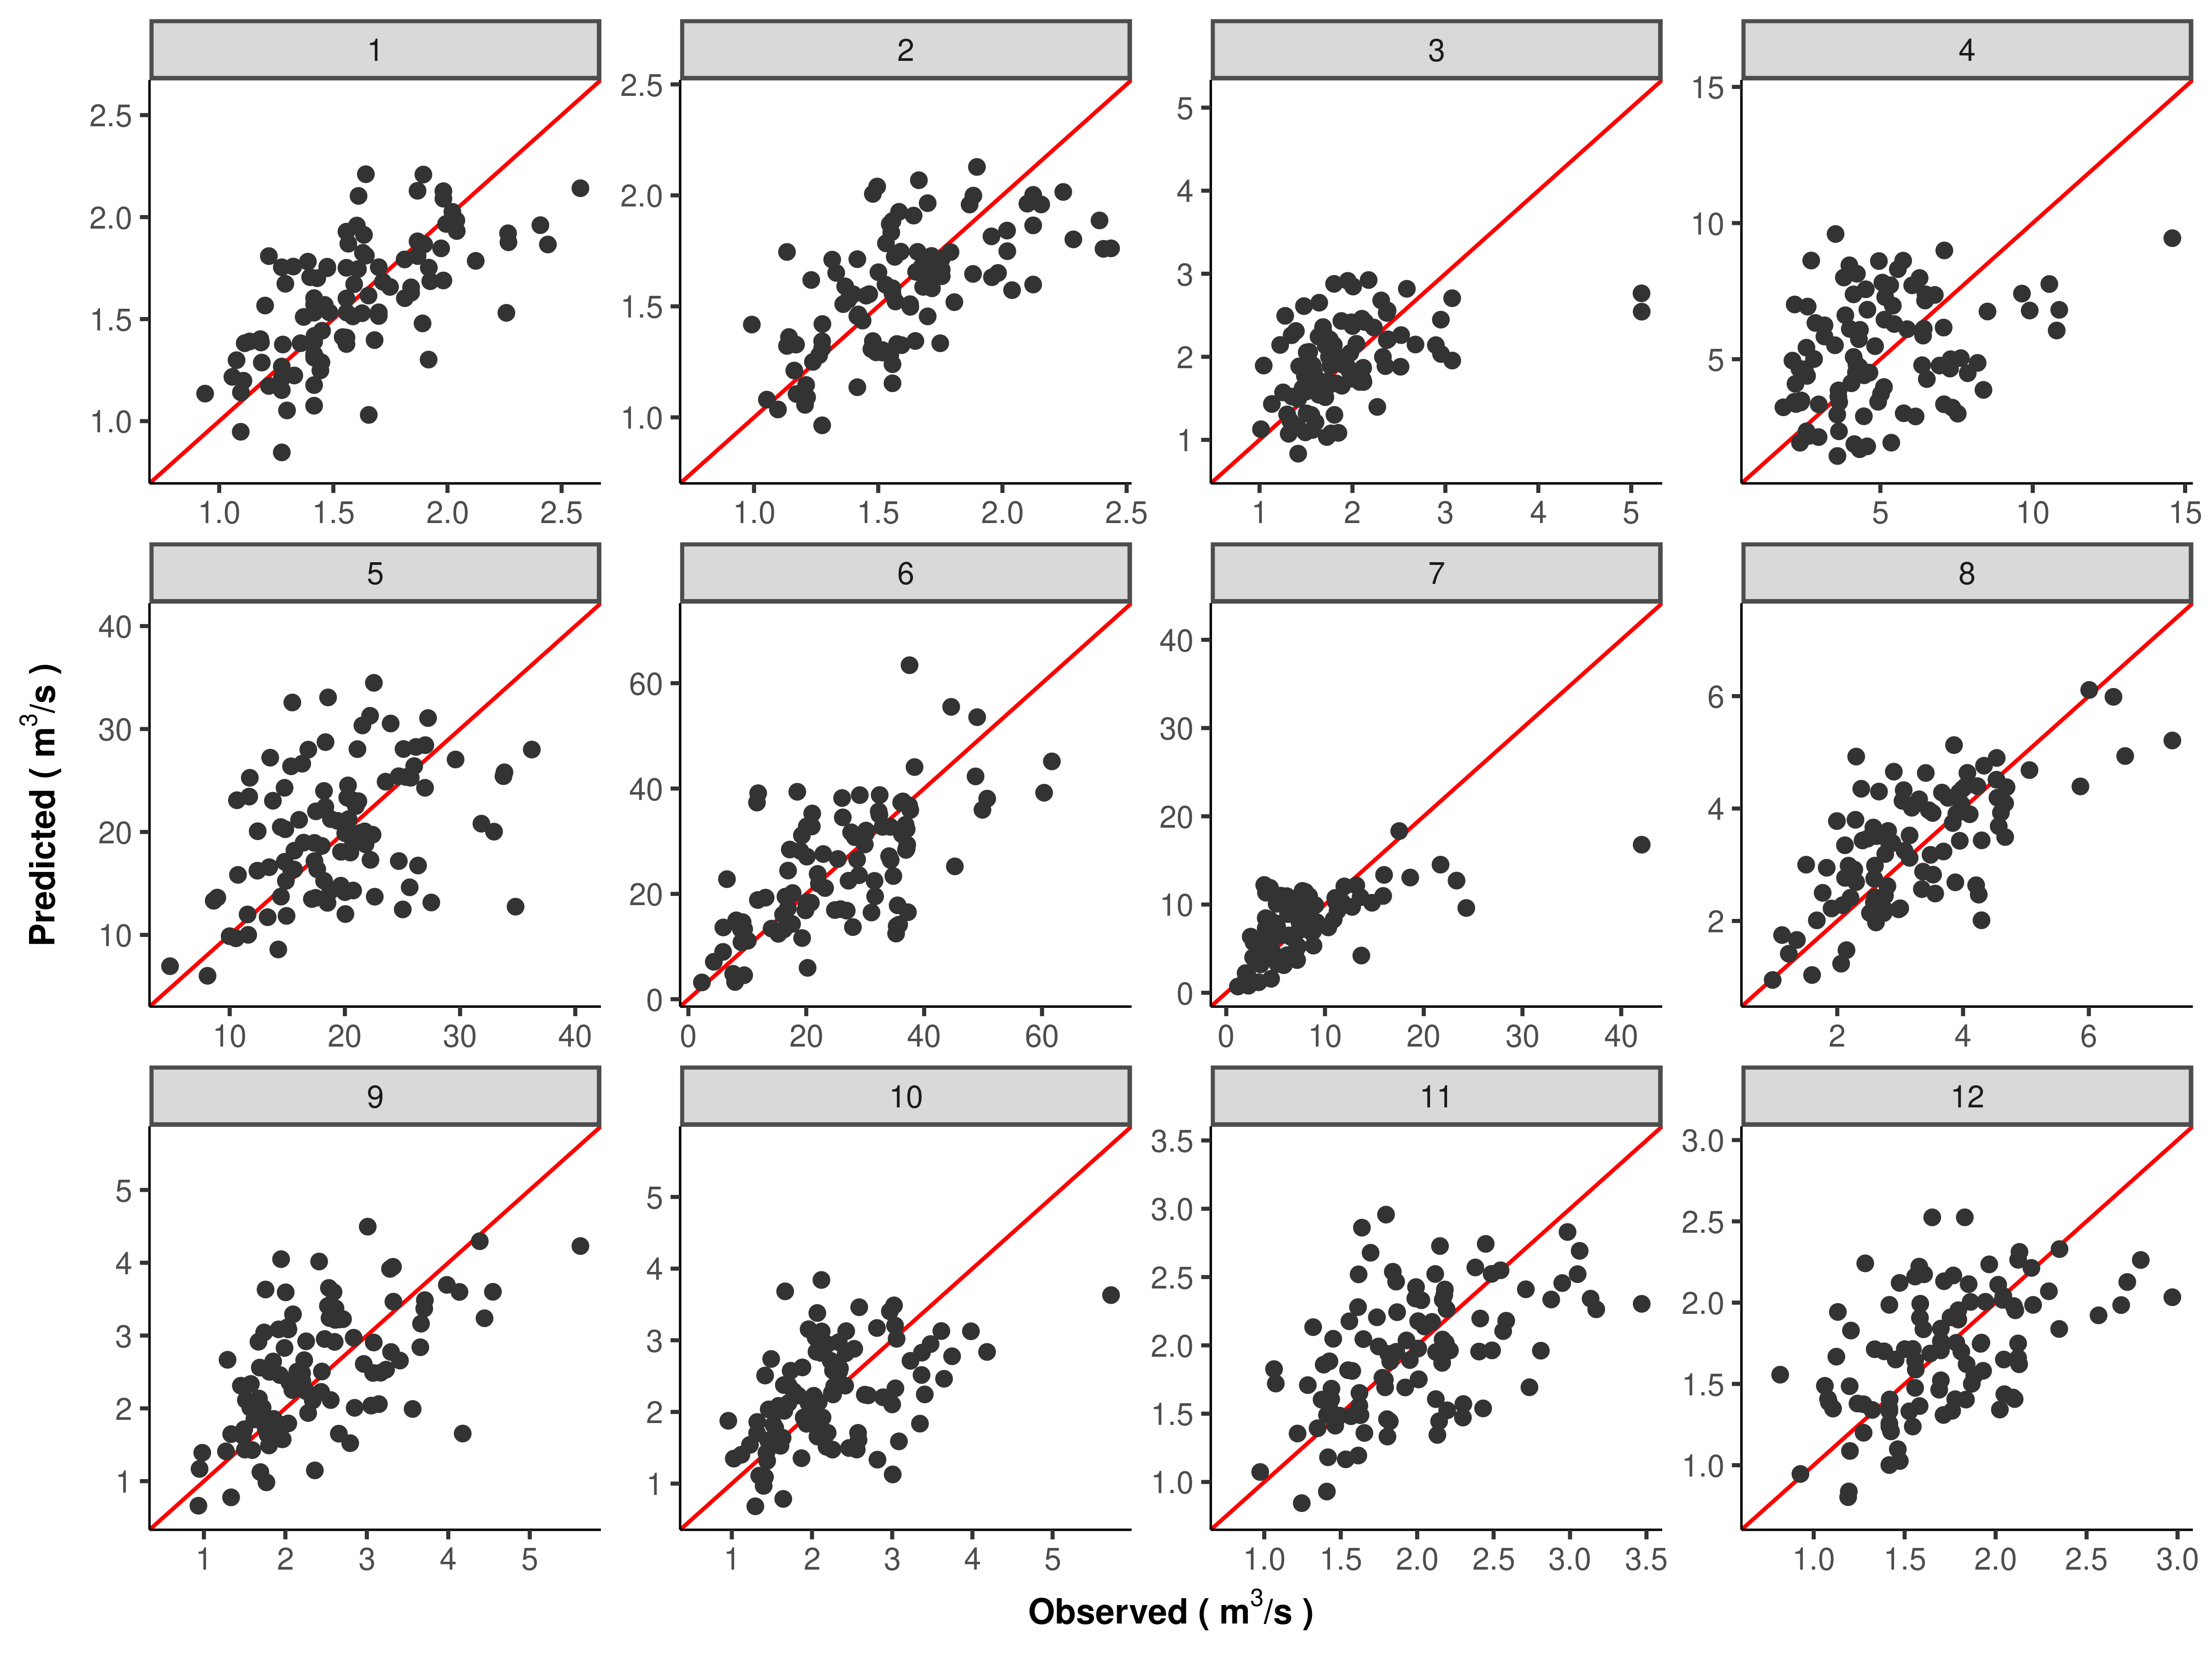 1 2 3 4
2.5 2.0 1.5 1.0
2.5 2.0 1.5 1.0
5 4 3 2 1
15 10 5
1.0 1.5 2.0 2.5
1.0 1.5 2.0 2.5
1 2 3 4 5
5 10 15
5 6 7 8
40 30 20 10
60 40 20 0
40 30 20 10 0
6 4 2
10 20 30 40
0 20 40 60
0 10 20 30 40
2 4 6
9 10 11 12
5 4 3 2 1
5 4 3 2 1
3.5 3.0 2.5 2.0 1.5 1.0
3.0 2.5 2.0 1.5 1.0
1 2 3 4 5
1 2 3 4 5
1.0 1.5 2.0 2.5 3.0 3.5
1.0 1.5 2.0 2.5 3.0
Predicted ( m³/s )
Observed ( m³/s )